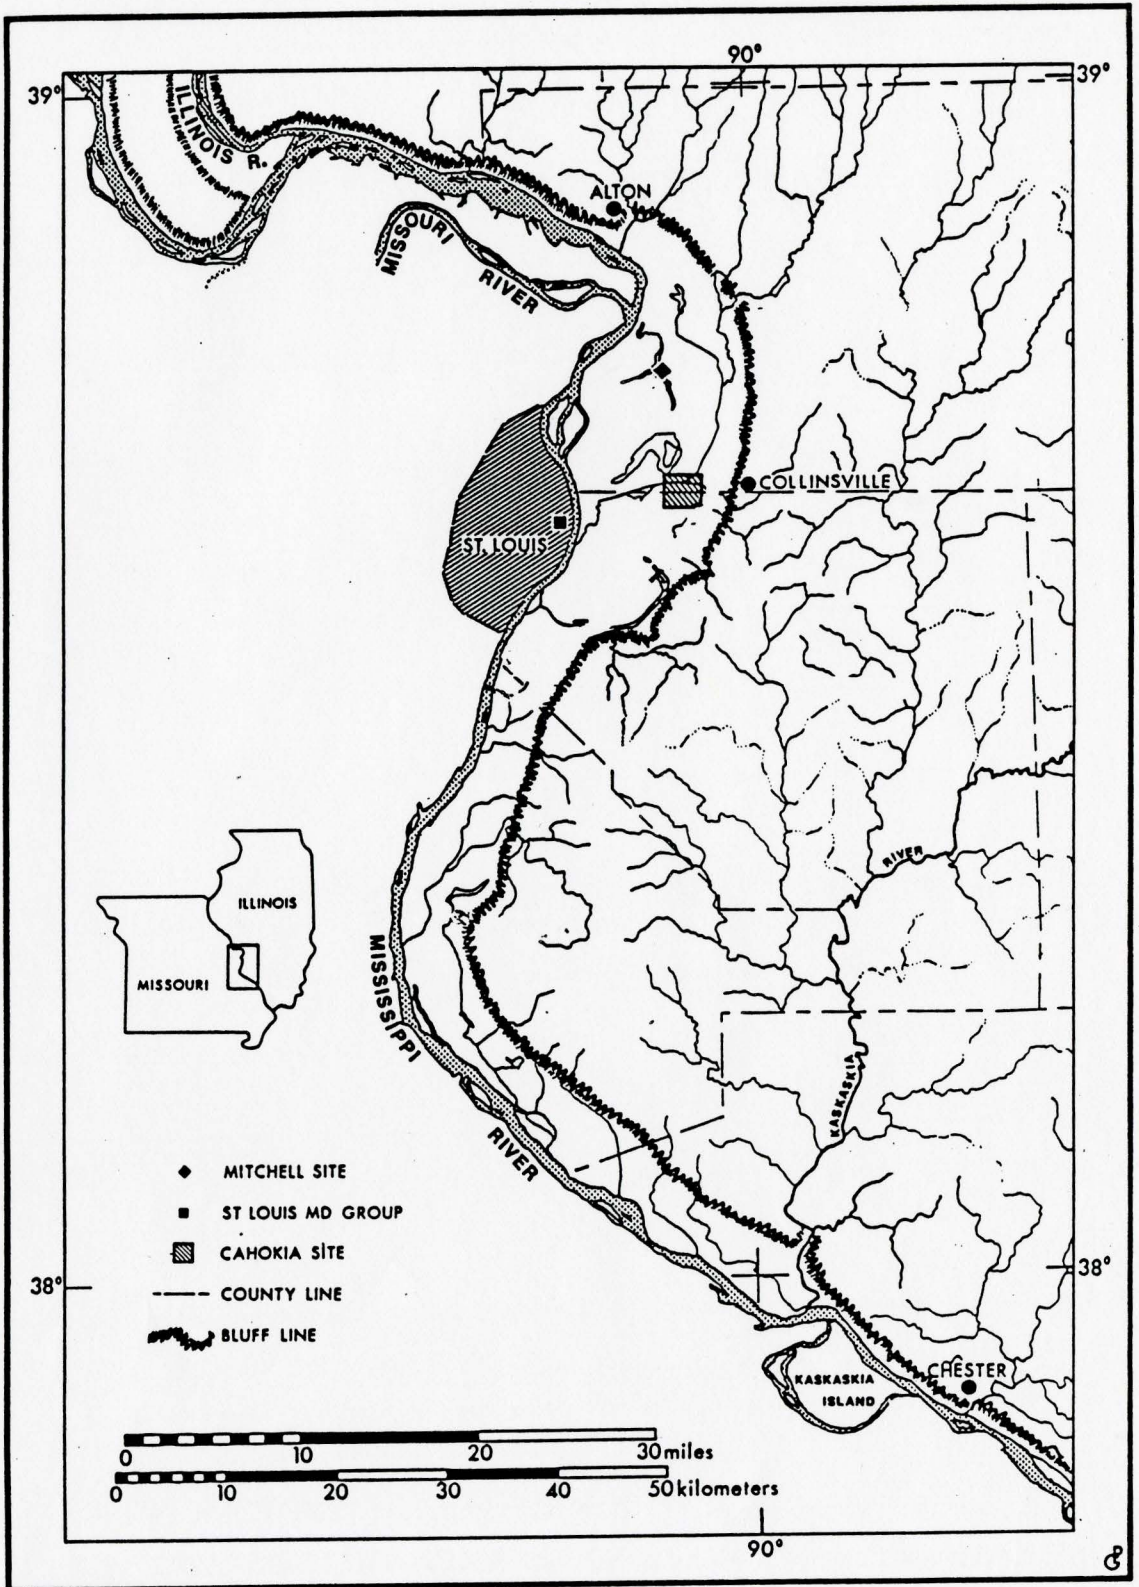 90°
39°
39°
ILLINOIS R.
ALTON
MISSOURI
RIVER
COLLINSVILLE
ST. LOUIS
RIVER
ILLINOIS
MISSOURI
MISSISSIPPI
RIVER
KASKASKIA
MITCHELL SITE
ST LOUIS MD GROUP
CAHOKIA SITE
38°
38°
COUNTY LINE
BLUFF LINE
CHESTER
KASKASKIA
ISLAND
0 10 20 30 miles
0 10 20 30 40 50 kilometers
90°